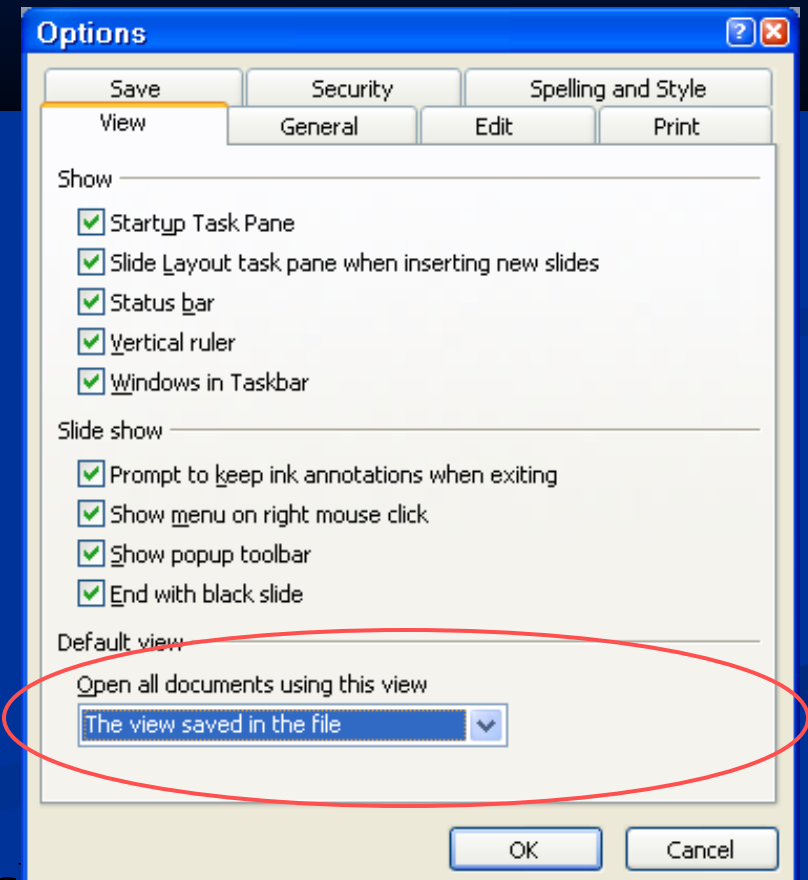 Options
Save Security Spelling and Style
View General Edit Print
Show
Startup Task Pane
Slide Layout task pane when inserting new slides
Status bar
Vertical ruler
Windows in Taskbar
Slide show
Prompt to keep ink annotations when exiting
Show menu on right mouse click
Show popup toolbar
End with black slide
Default view
Open all documents using this view
The view saved in the file
OK Cancel